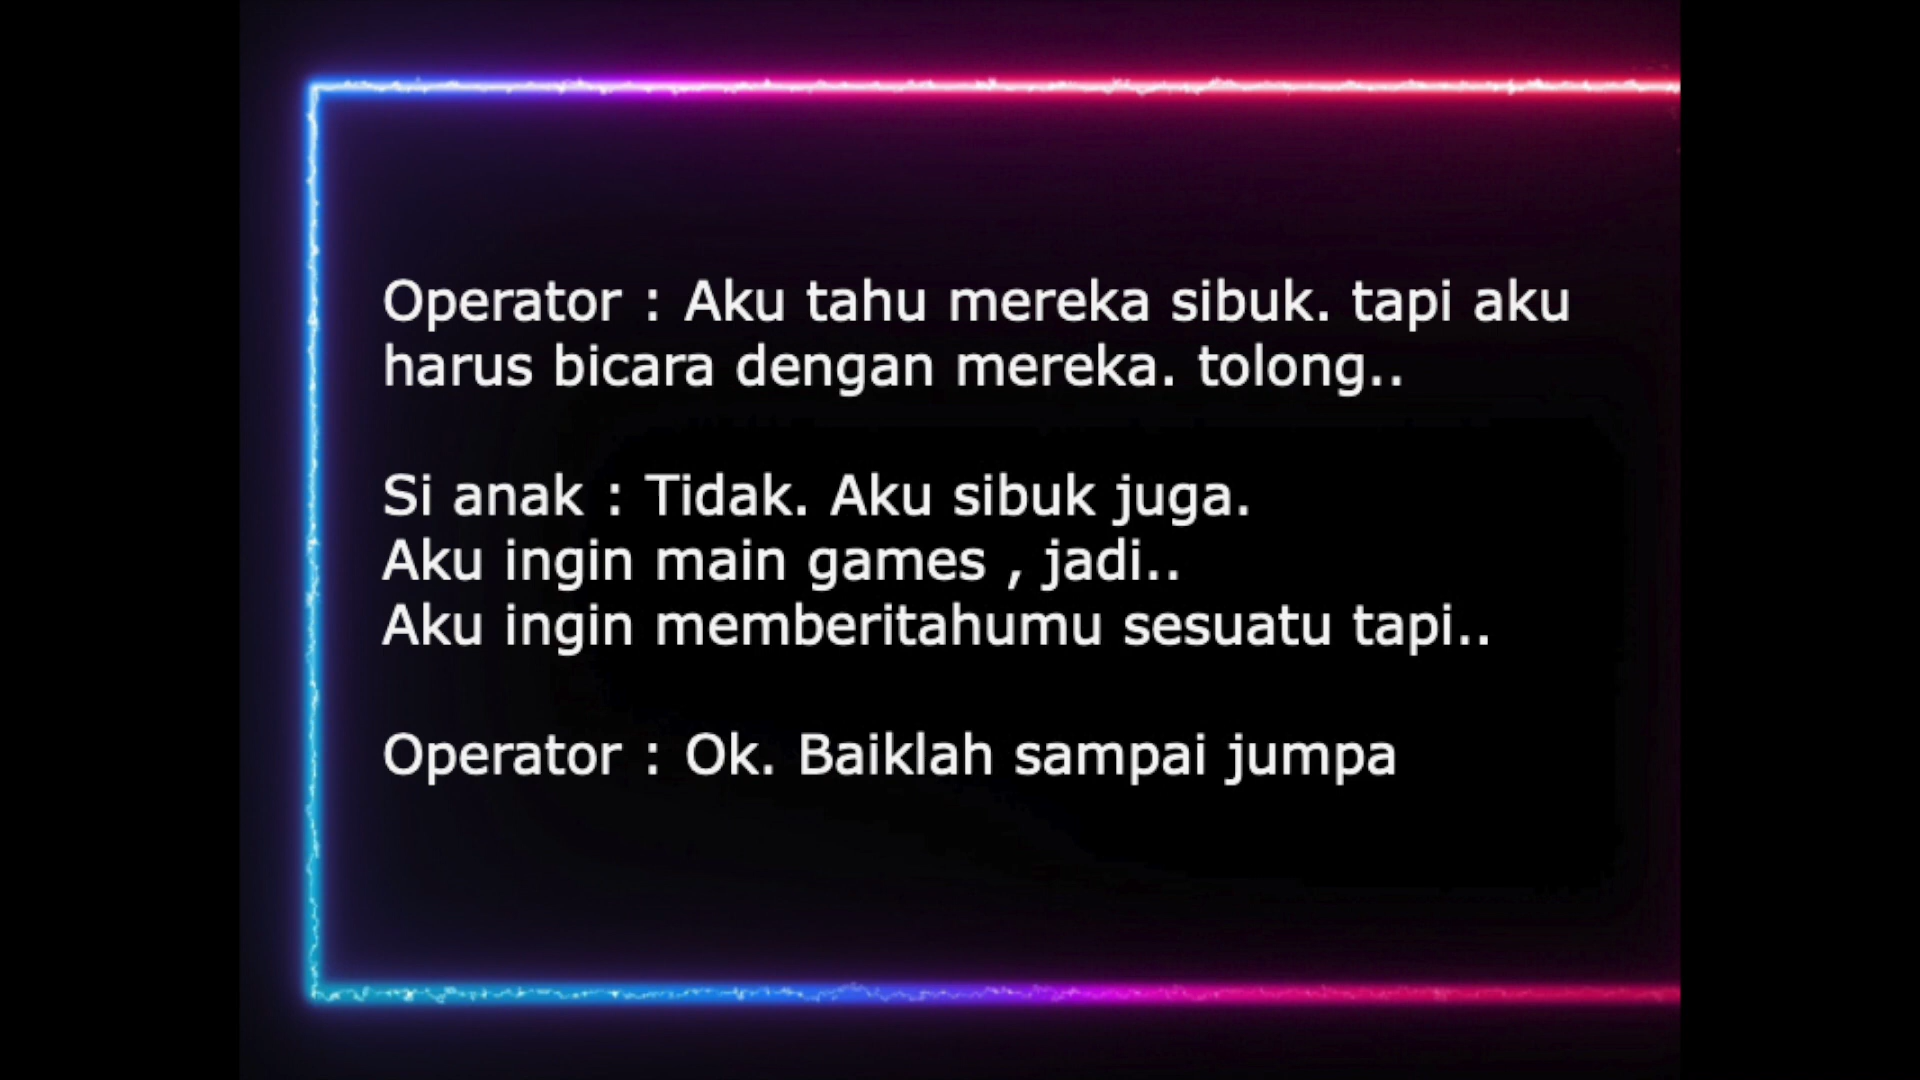 Operator : Aku tahu mereka sibuk. tapi aku
harus bicara dengan mereka. tolong..
Si anak : Tidak. Aku sibuk juga.
Aku ingin main games , jadi..
Aku ingin memberitahumu sesuatu tapi..
Operator : Ok. Baiklah sampai jumpa